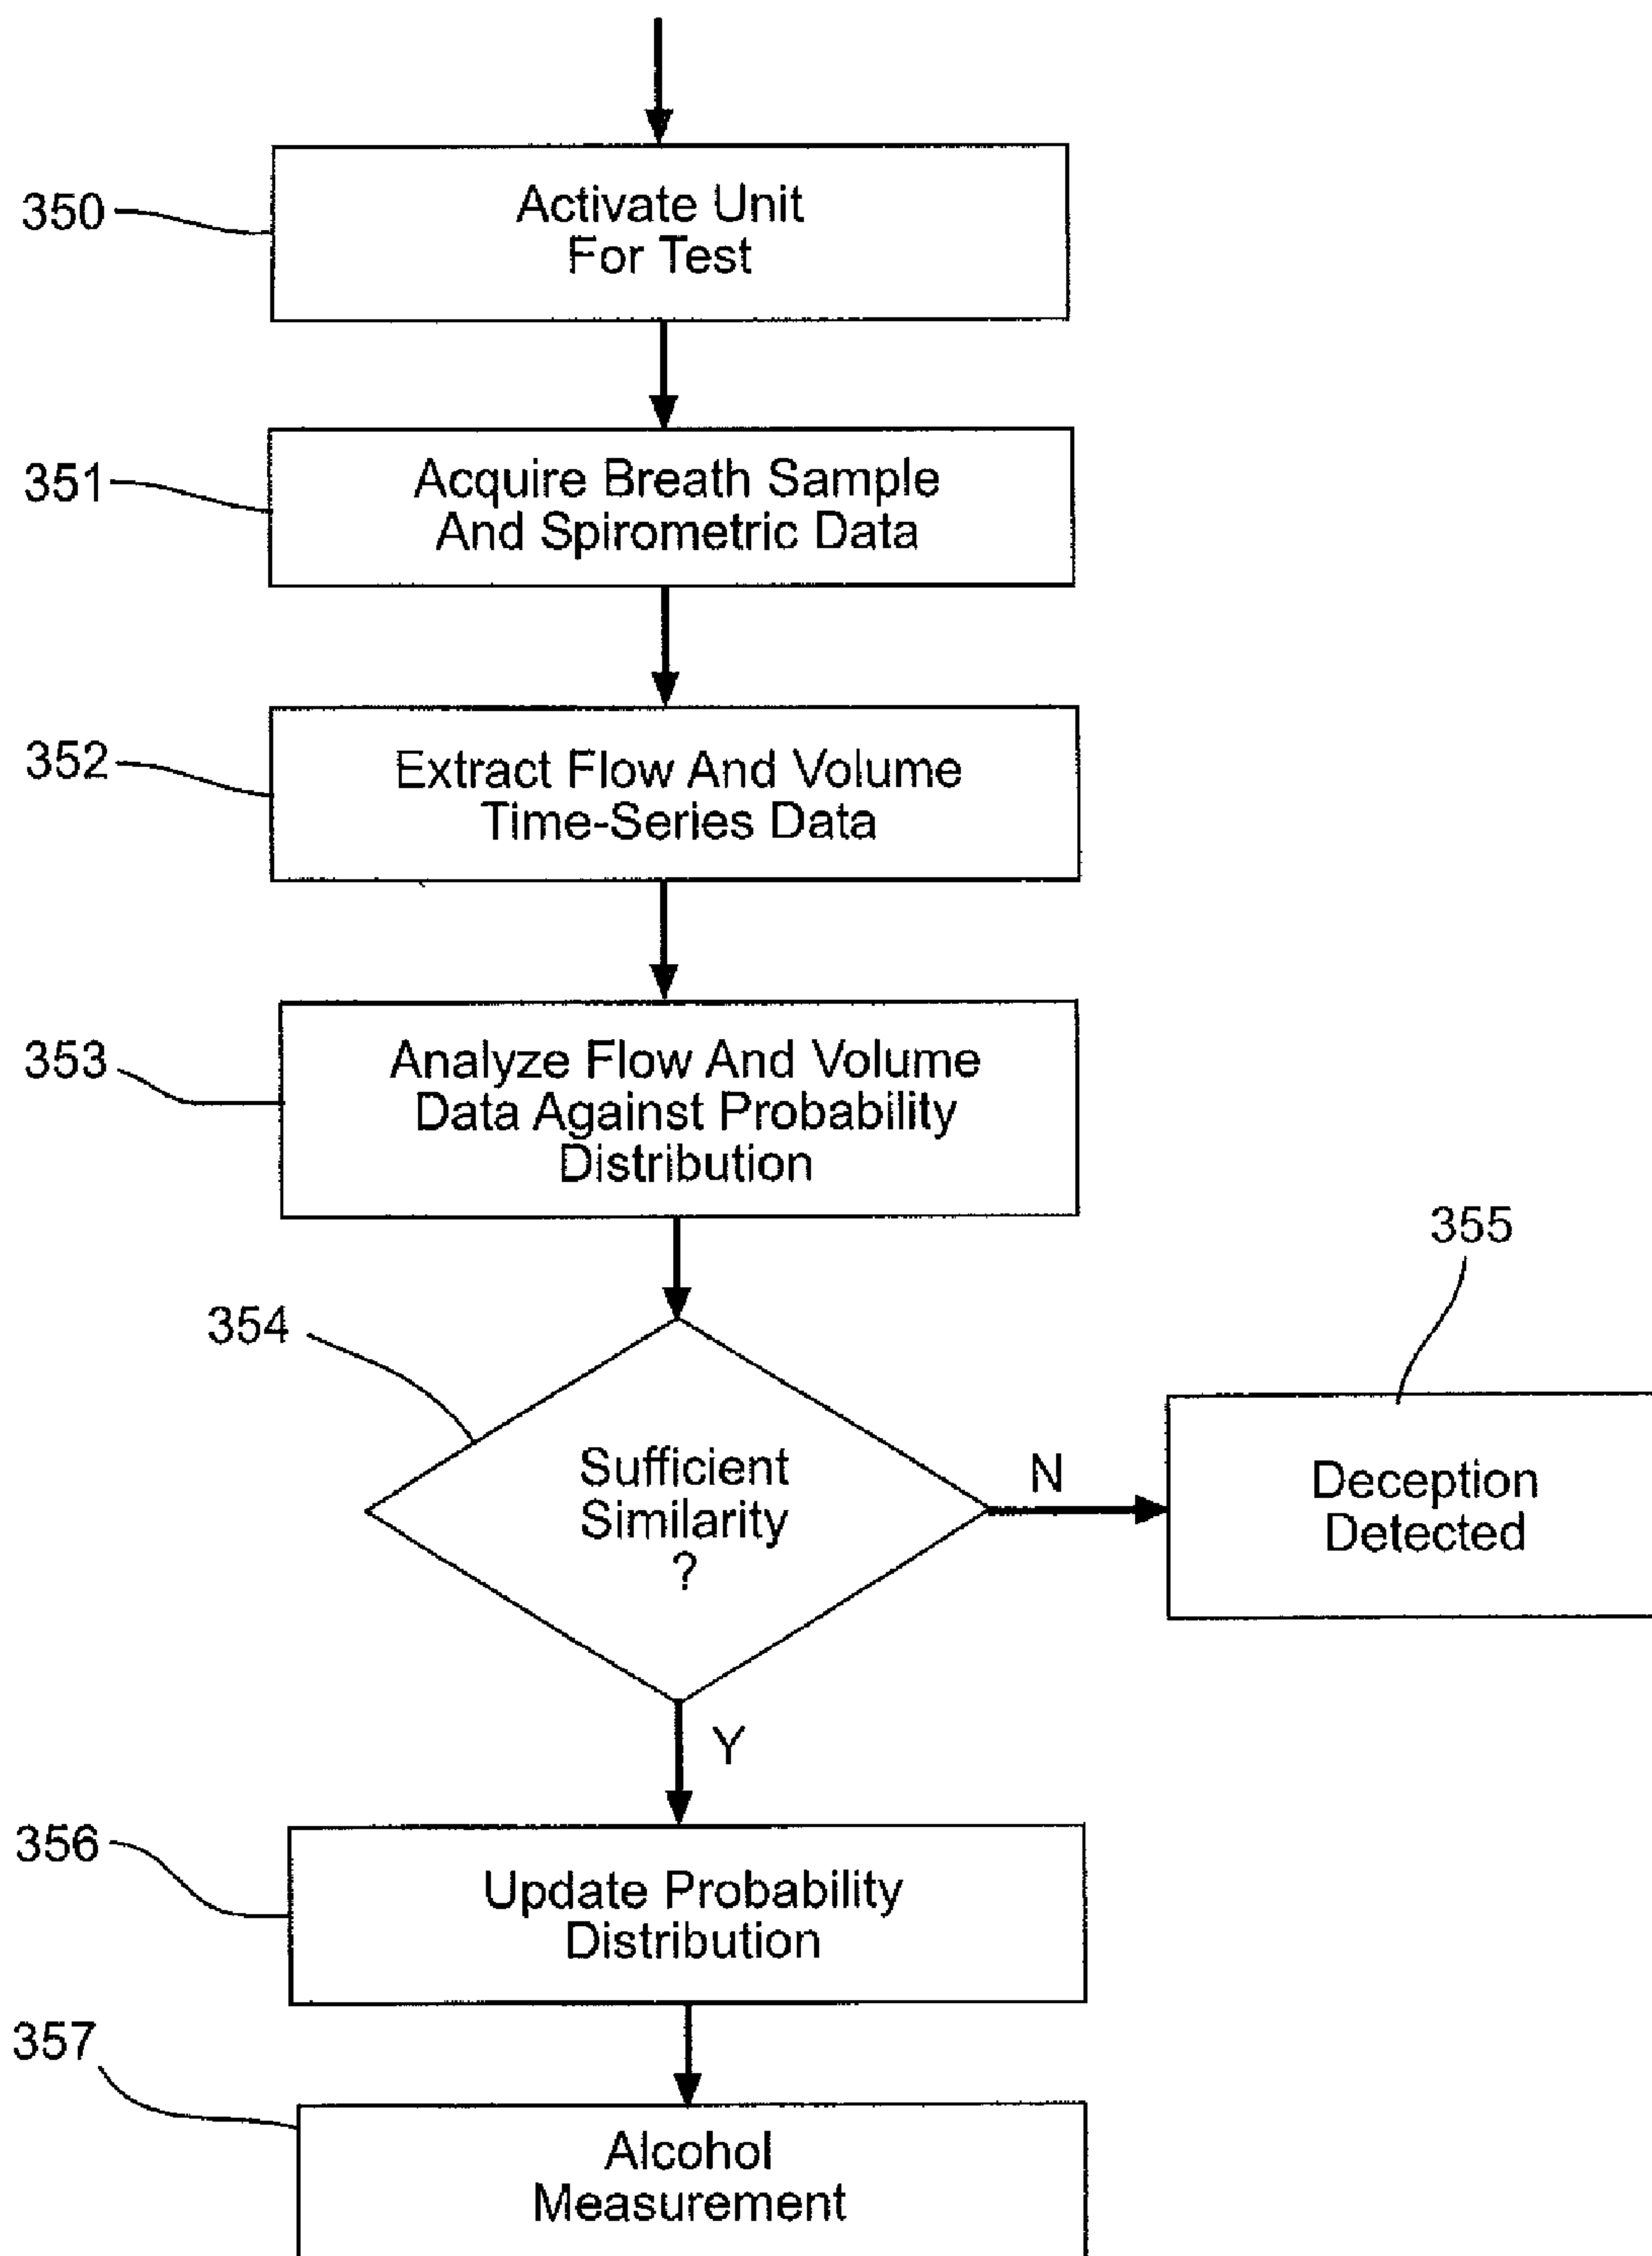 350
Activate Unit
For Test
351
Acquire Breath Sample
And Spirometric Data
352
Extract Flow And Volume
Time-Series Data
353
Analyze Flow And Volume
Data Against Probability
Distribution
354
Sufficient
Similarity
?
N
355
Deception
Detected
Y
356
Update Probability
Distribution
357
Alcohol
Measurement